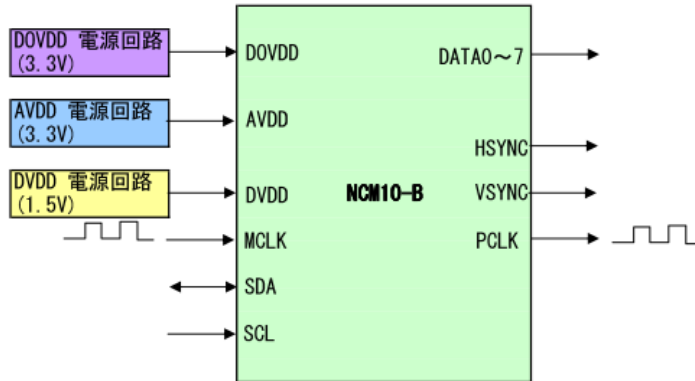 DOVDD 電源回路
(3.3V)
AVDD 電源回路
(3.3V)
DVDD 電源回路
(1.5V)
DOVDD
AVDD
DVDD
MCLK
SDA
SCL
NCM10-B
DATA0～7
HSYNC
VSYNC
PCLK